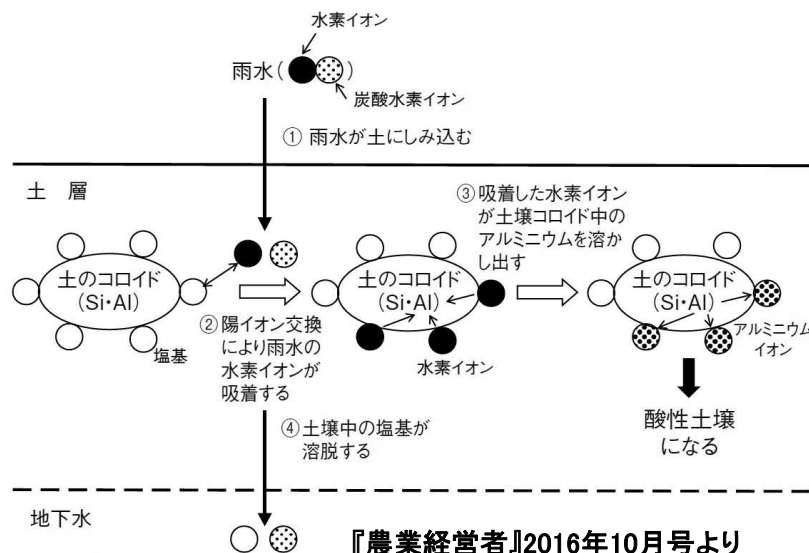 水素イオン
雨水(　)
炭酸水素イオン
① 雨水が土にしみ込む
土　層
③吸着した水素イオン
が土壌コロイド中の
アルミニウムを溶か
し出す
土のコロイド
(Si・Al)
塩基
②陽イオン交換
により雨水の
水素イオンが
吸着する
土のコロイド
(Si・Al)
水素イオン
土のコロイド
(Si・Al)
アルミニウム
イオン
酸性土壌
になる
④土壌中の塩基が
溶脱する
地下水
『農業経営者』2016年10月号より